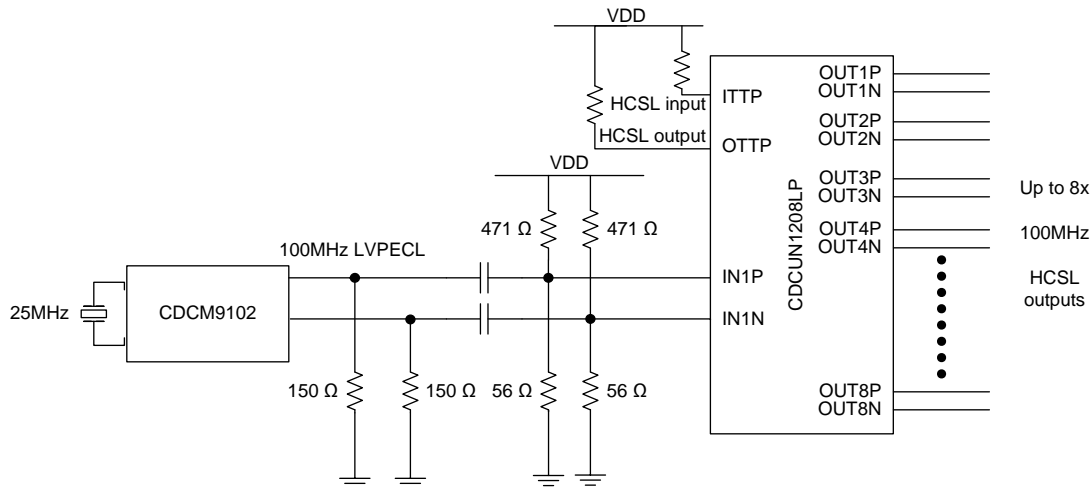 VDD
HCSL input
HCSL output
ITTP
OTTP
VDD
471 Ω
471 Ω
100MHz LVPECL
25MHz
CDCM9102
IN1P
IN1N
150 Ω
150 Ω
56 Ω
56 Ω
CDCUN1208LP
OUT1P
OUT1N
OUT2P
OUT2N
OUT3P
OUT3N
OUT4P
OUT4N
OUT8P
OUT8N
Up to 8x
100MHz
HCSL
outputs